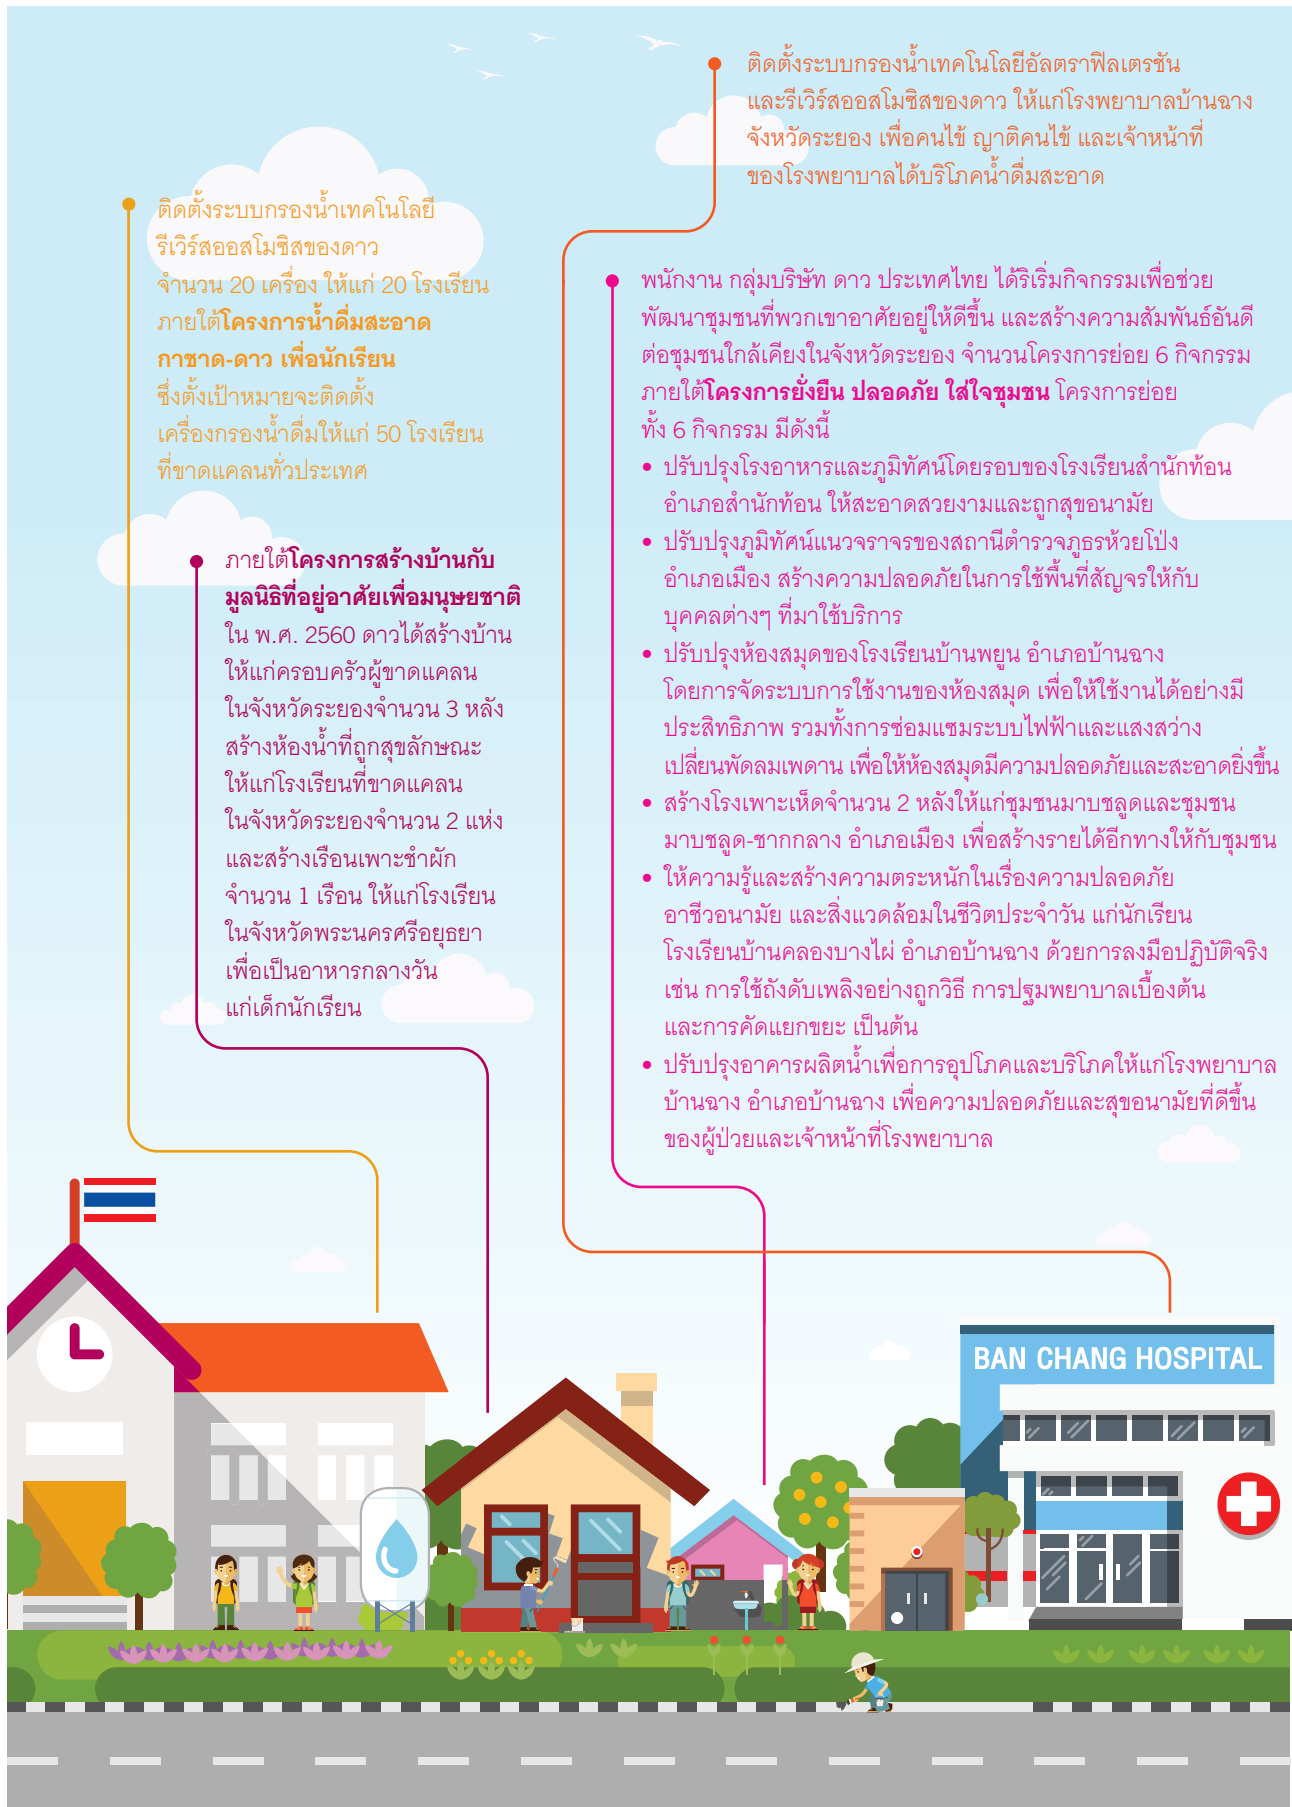 ติดตั้งระบบกรองน้ำเทคโนโลยีอัลตราฟิลเตรชัน
และรีเวิร์สออสโมซิสของดาว ให้แก่โรงพยาบาลบ้านฉาง
จังหวัดระยอง เพื่อคนไข้ ญาติคนไข้ และเจ้าหน้าที่
ของโรงพยาบาลได้บริโภคน้ำดื่มสะอาด
ติดตั้งระบบกรองน้ำเทคโนโลยี
รีเวิร์สออสโมซิสของดาว
จำนวน 20 เครื่อง ให้แก่ 20 โรงเรียน
ภายใต้โครงการน้ำดื่มสะอาด
กาชาด-ดาว เพื่อนักเรียน
ซึ่งตั้งเป้าหมายจะติดตั้ง
เครื่องกรองน้ำดื่มให้แก่ 50 โรงเรียน
ที่ขาดแคลนทั่วประเทศ
ภายใต้โครงการสร้างบ้านกับ
มูลนิธิที่อยู่อาศัยเพื่อมนุษยชาติ
ใน พ.ศ. 2560 ดาวได้สร้างบ้าน
ให้แก่ครอบครัวผู้ขาดแคลน
ในจังหวัดระยองจำนวน 3 หลัง
สร้างห้องน้ำที่ถูกสุขลักษณะ
ให้แก่โรงเรียนที่ขาดแคลน
ในจังหวัดระยองจำนวน 2 แห่ง
และสร้างเรือนเพาะชำผัก
จำนวน 1 เรือน ให้แก่โรงเรียน
ในจังหวัดพระนครศรีอยุธยา
เพื่อเป็นอาหารกลางวัน
แก่เด็กนักเรียน
พนักงาน กลุ่มบริษัท ดาว ประเทศไทย ได้ริเริ่มกิจกรรมเพื่อช่วย
พัฒนาชุมชนที่พวกเขาอาศัยอยู่ให้ดีขึ้น และสร้างความสัมพันธ์อันดี
ต่อชุมชนใกล้เคียงในจังหวัดระยอง จำนวนโครงการย่อย 6 กิจกรรม
ภายใต้โครงการยั่งยืน ปลอดภัย ใส่ใจชุมชน โครงการย่อย
ทั้ง 6 กิจกรรม มีดังนี้
• ปรับปรุงโรงอาหารและภูมิทัศน์โดยรอบของโรงเรียนสำนักท้อน
อำเภอสำนักท้อน ให้สะอาดสวยงามและถูกสุขอนามัย
• ปรับปรุงภูมิทัศน์แนวจราจรของสถานีตำรวจภูธรห้วยโป่ง
อำเภอเมือง สร้างความปลอดภัยในการใช้พื้นที่สัญจรให้กับ
บุคคลต่างๆ ที่มาใช้บริการ
• ปรับปรุงห้องสมุดของโรงเรียนบ้านพยูน อำเภอบ้านฉาง
โดยการจัดระบบการใช้งานของห้องสมุด เพื่อให้ใช้งานได้อย่างมี
ประสิทธิภาพ รวมทั้งการซ่อมแซมระบบไฟฟ้าและแสงสว่าง
เปลี่ยนพัดลมเพดาน เพื่อให้ห้องสมุดมีความปลอดภัยและสะอาดยิ่งขึ้น
• สร้างโรงเพาะเห็ดจำนวน 2 หลังให้แก่ชุมชนมาบชลูดและชุมชน
มาบชลูด-ชากกลาง อำเภอเมือง เพื่อสร้างรายได้อีกทางให้กับชุมชน
• ให้ความรู้และสร้างความตระหนักในเรื่องความปลอดภัย
อาชีวอนามัย และสิ่งแวดล้อมในชีวิตประจำวัน แก่นักเรียน
โรงเรียนบ้านคลองบางไผ่ อำเภอบ้านฉาง ด้วยการลงมือปฏิบัติจริง
เช่น การใช้ถังดับเพลิงอย่างถูกวิธี การปฐมพยาบาลเบื้องต้น
และการคัดแยกขยะ เป็นต้น
• ปรับปรุงอาคารผลิตน้ำเพื่อการอุปโภคและบริโภคให้แก่โรงพยาบาล
บ้านฉาง อำเภอบ้านฉาง เพื่อความปลอดภัยและสุขอนามัยที่ดีขึ้น
ของผู้ป่วยและเจ้าหน้าที่โรงพยาบาล
BAN CHANG HOSPITAL